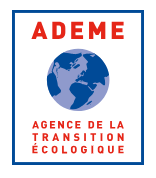 ADEME
AGENCE DE LA
TRANSITION
ÉCOLOGIQUE